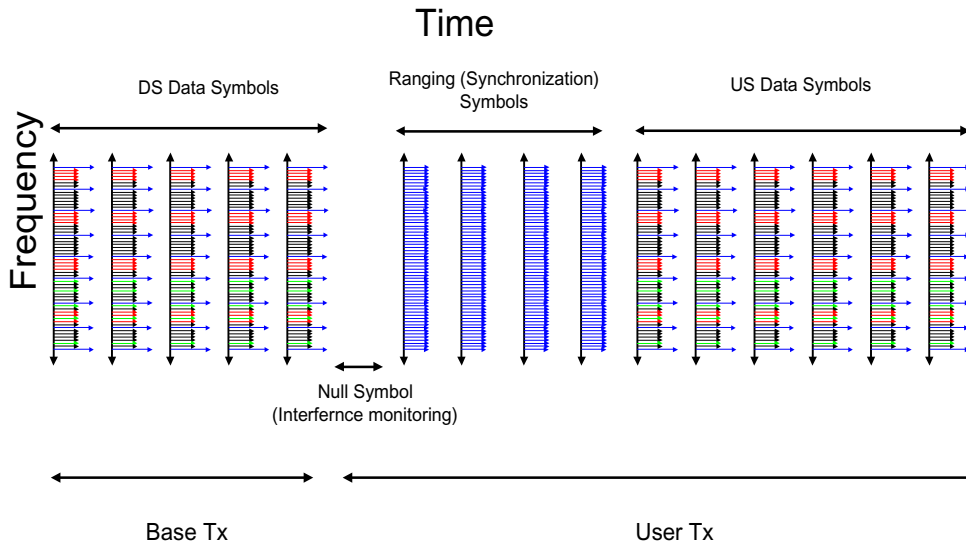 Time
DS Data Symbols
Ranging (Synchronization)
Symbols
US Data Symbols
Frequency
Null Symbol
(Interfernce monitoring)
Base Tx
User Tx